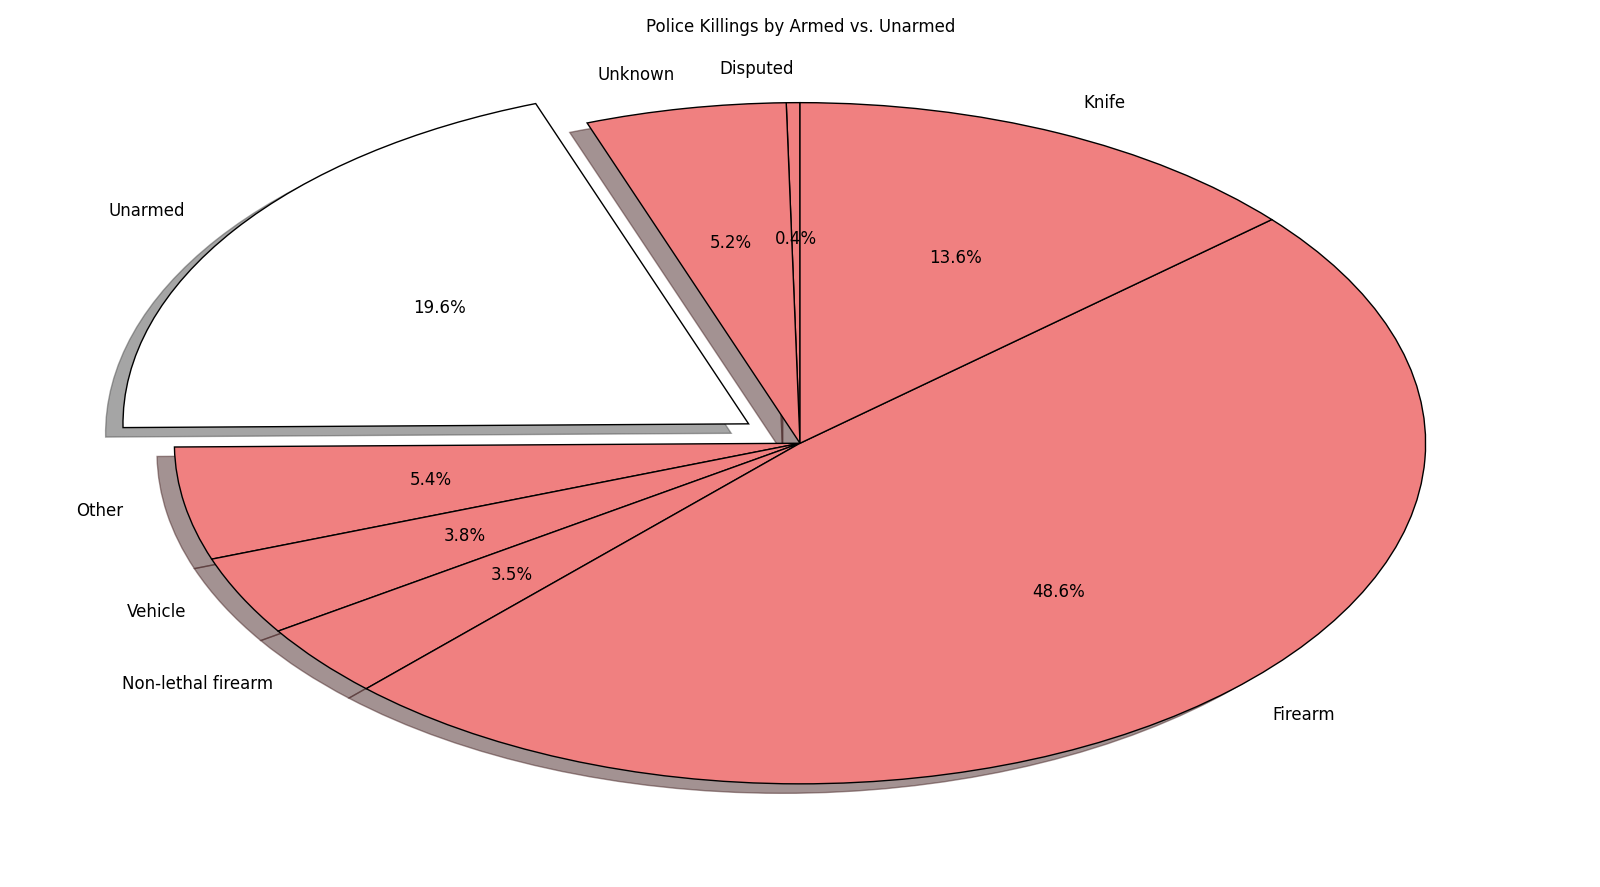 Police Killings by Armed vs. Unarmed
Unknown
Disputed
Knife
Unarmed
5.2%
0.4%
13.6%
19.6%
5.4%
Other
3.8%
3.5%
48.6%
Vehicle
Non-lethal firearm
Firearm